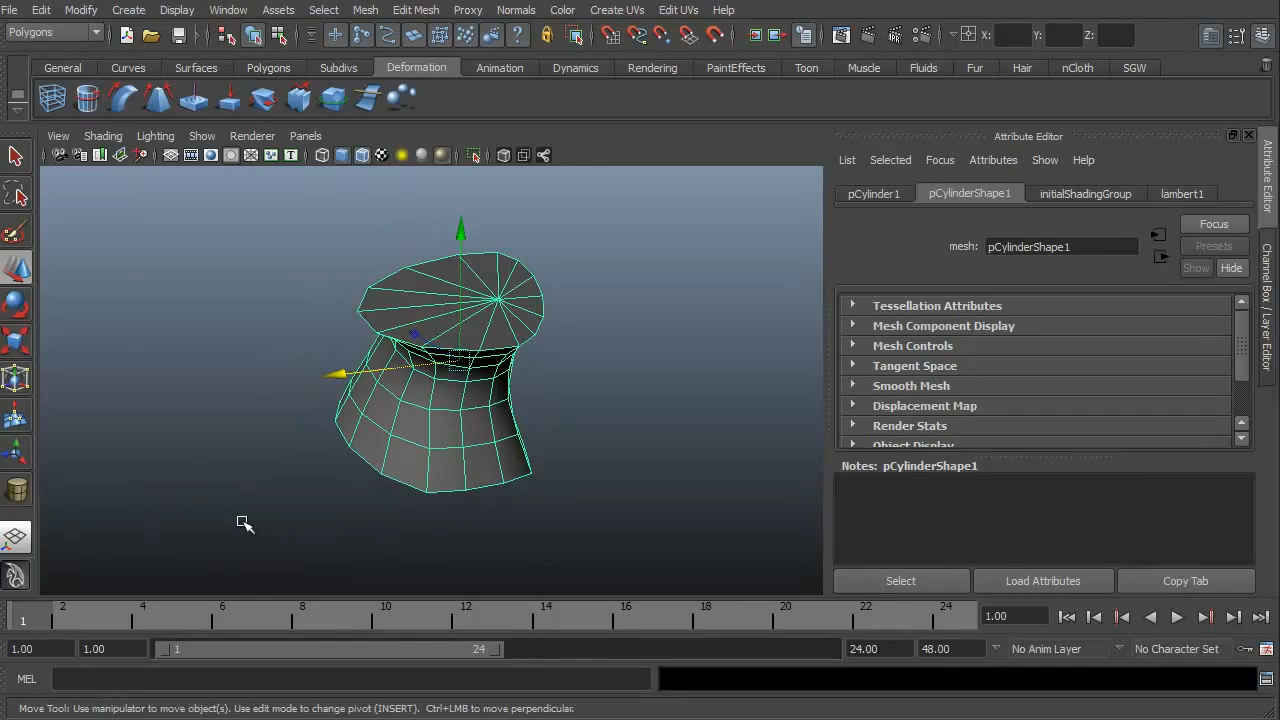 Edit Modify Create Display Window Assets Select Mesh Edit Mesh Proxy Normals Color Create UVs Edit UVs Help
Polygons X: Y: Z:
General Curves Surfaces Polygons Subdivs Deformation Animation Dynamics Rendering PaintEffects Toon Muscle Fluids Fur Hair nCloth SGW
View Shading Lighting Show Renderer Panels
Attribute Editor
List Selected Focus Attributes Show Help
pCylinder1 pCylinderShape1 initialShadingGroup lambert1
Focus
mesh: pCylinderShape1
Presets
Show Hide
Tessellation Attributes
Mesh Component Display
Mesh Controls
Tangent Space
Smooth Mesh
Displacement Map
Render Stats
Object Display
Notes: pCylinderShape1
Select Load Attributes Copy Tab
Attribute Editor
Channel Box / Layer Editor
1 2 4 6 8 10 12 14 16 18 20 22 24 1.00
1.00 1.00 1 24 24.00 48.00 No Anim Layer No Character Set
MEL
Move Tool: Use manipulator to move object(s). Use edit mode to change pivot (INSERT). Ctrl+LMB to move perpendicular.